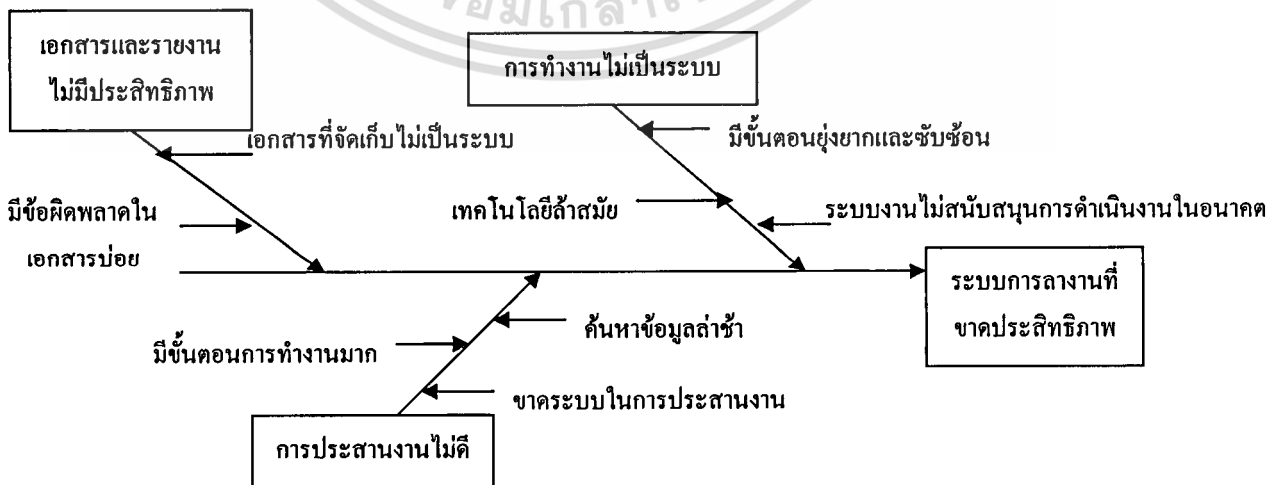 จอมเกล้า
เอกสารและรายงาน
ไม่มีประสิทธิภาพ
การทำงานไม่เป็นระบบ
เอกสารที่จัดเก็บไม่เป็นระบบ
มีขั้นตอนยุ่งยากและซับซ้อน
มีข้อผิดพลาดใน
เอกสารบ่อย
เทคโนโลยีล้าสมัย
ระบบงานไม่สนับสนุนการดำเนินงานในอนาคต
ระบบการลางานที่
ขาดประสิทธิภาพ
ค้นหาข้อมูลล่าช้า
มีขั้นตอนการทำงานมาก
ขาดระบบในการประสานงาน
การประสานงานไม่ดี